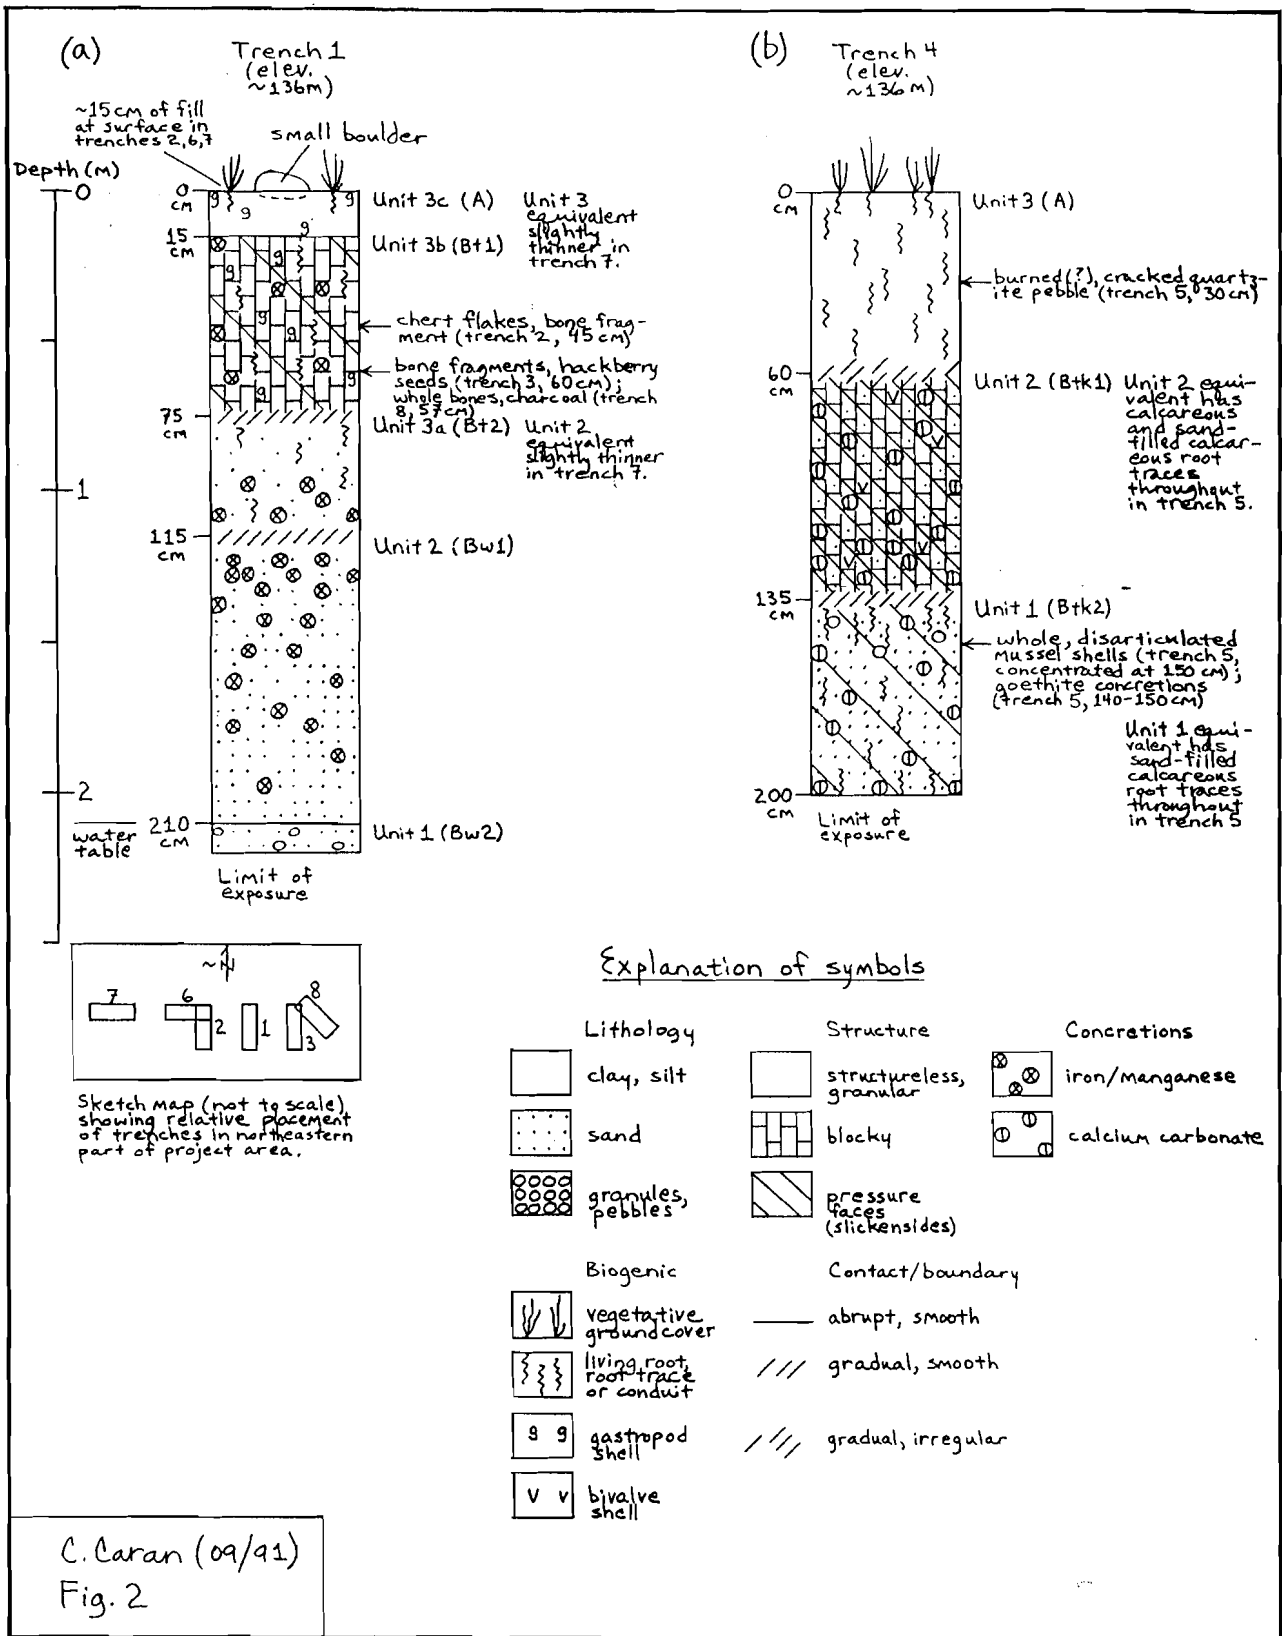 (a)
Trench 1
(elev.
~136m)
~15 cm of fill
at surface in
trenches 2,6,7
small boulder
Depth (m)
0
1
2
0
cm
15
cm
75
cm
115
cm
210
cm
water
table
Unit 3c (A)
Unit 3
equivalent
slightly
thinner in
trench 7.
Unit 3b (Bt1)
chert flakes, bone frag-
ment (trench 2, 45 cm)
bone fragments, hackberry
seeds (trench 3, 60 cm);
whole bones, charcoal (trench
8, 57 cm)
Unit 3a (Bt2)
Unit 2
equivalent
slightly thinner
in trench 7.
Unit 2 (Bw1)
Unit 1 (Bw2)
Limit of
exposure
(b)
Trench 4
(elev.
~136 m)
0
cm
60
cm
135
cm
200
cm
Unit 3 (A)
burned(?), cracked quartz-
ite pebble (trench 5, 30 cm)
Unit 2 (Btk1)
Unit 2 equi-
valent has
calcareous
and sand-
filled calcar-
eous root
traces
throughout
in trench 5.
Unit 1 (Btk2)
whole, disarticulated
mussel shells (trench 5,
concentrated at 150 cm);
goethite concretions
(trench 5, 140-150 cm)
Unit 1 equi-
valent has
sand-filled
calcareous
root traces
throughout
in trench 5
Limit of
exposure
~N
7
6
2
1
3
8
Sketch map (not to scale)
showing relative placement
of trenches in northeastern
part of project area.
Explanation of symbols
Lithology
clay, silt
sand
granules,
pebbles
Structure
structureless,
granular
blocky
pressure
faces
(slickensides)
Concretions
iron/manganese
calcium carbonate
Biogenic
vegetative
groundcover
living root,
root trace
or conduit
g g
gastropod
shell
v v
bivalve
shell
Contact/boundary
abrupt, smooth
gradual, smooth
gradual, irregular
C. Caran (09/91)
Fig. 2